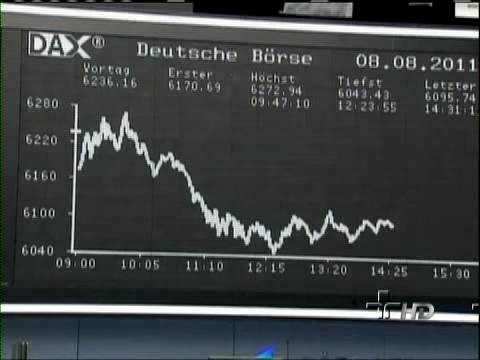 DAX® Deutsche Börse 08.08.2011
Vortag Erster Höchst Tiefst Letzter
6236.16 6170.69 6272.94 6043.43 6095.74
09:47:10 12:23:55 14:31:1
6280
6220
6160
6100
6040
09:00 10:05 11:10 12:15 13:20 14:25 15:30
HD